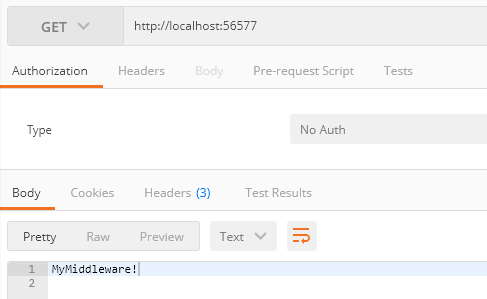 GET http://localhost:56577
Authorization Headers Body Pre-request Script Tests
Type No Auth
Body Cookies Headers (3) Test Results
Pretty Raw Preview Text
1 MyMiddleware!
2